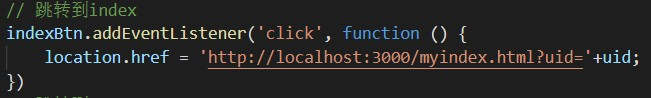 // 跳转到index
indexBtn.addEventListener('click', function () {
location.href = 'http://localhost:3000/myindex.html?uid='+uid;
})